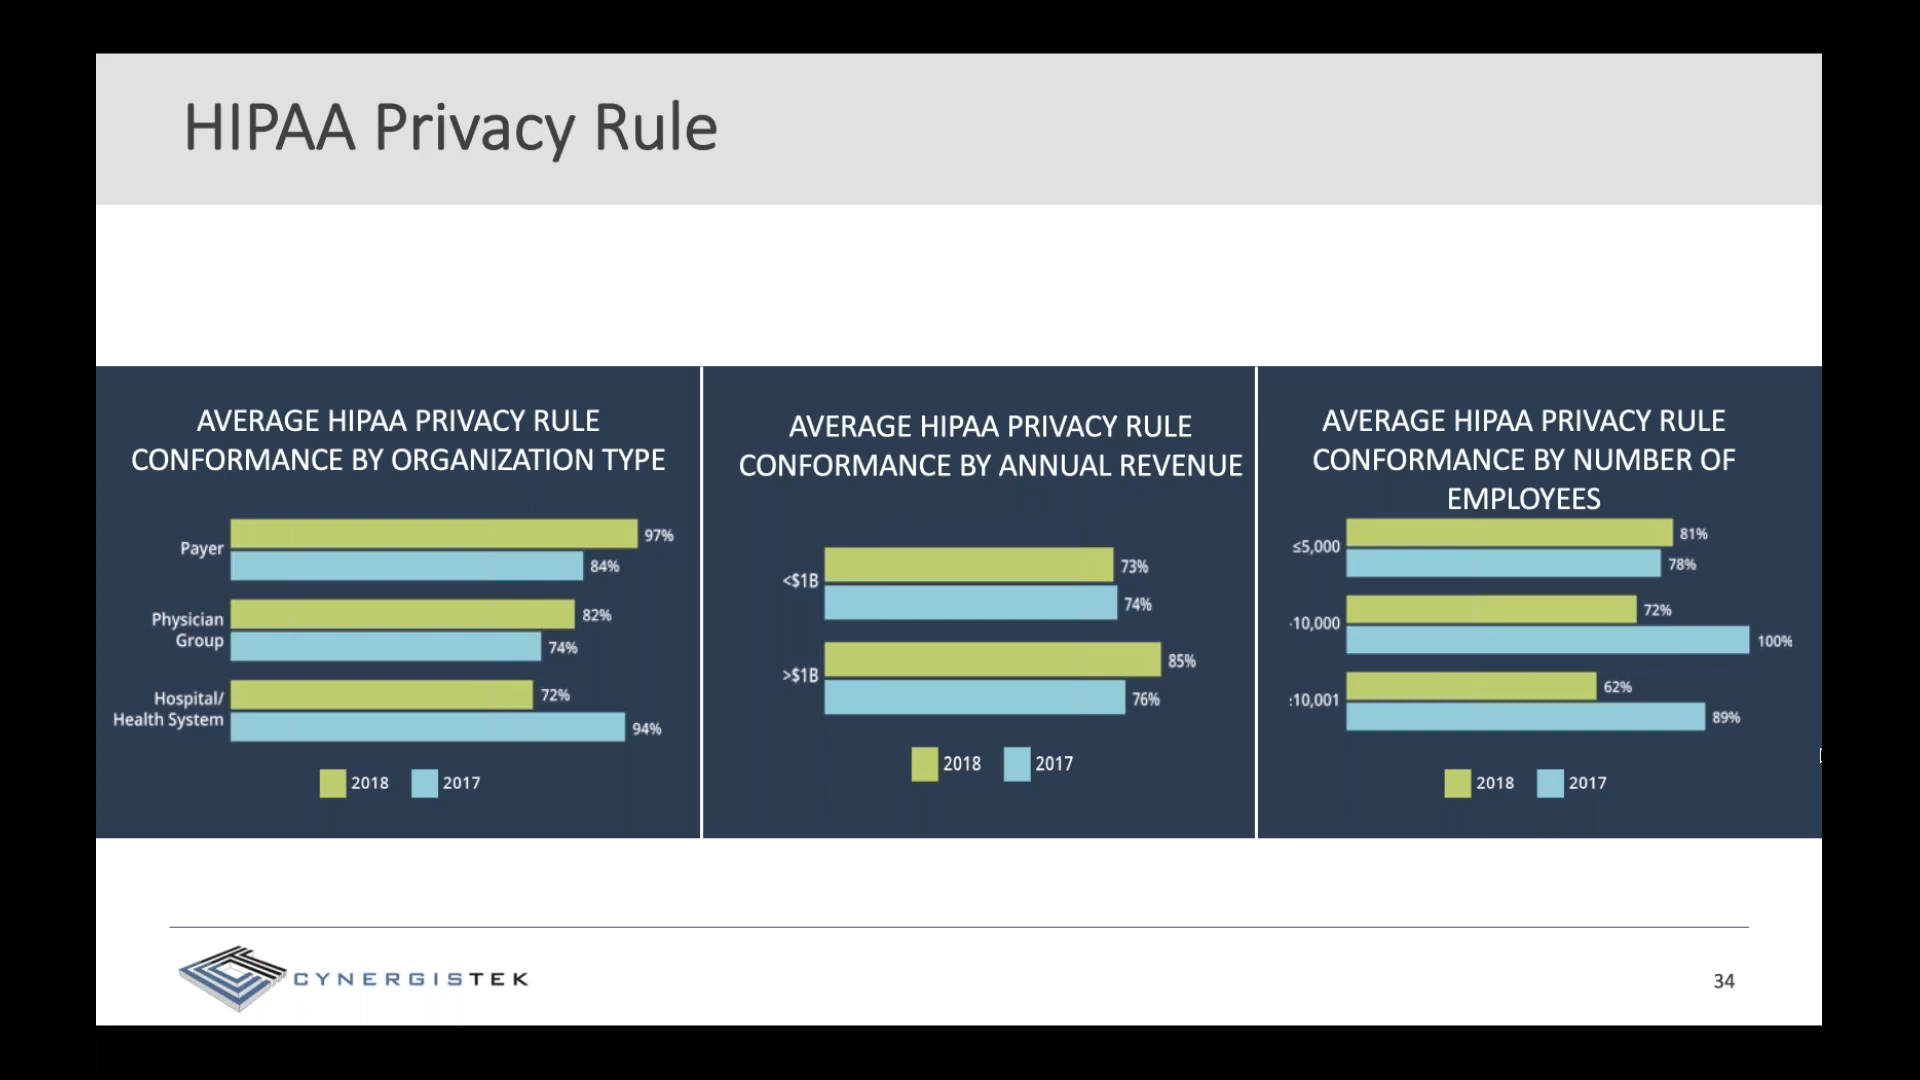 HIPAA Privacy Rule
AVERAGE HIPAA PRIVACY RULE
CONFORMANCE BY ORGANIZATION TYPE
Payer
97%
84%
Physician
Group
82%
74%
Hospital/
Health System
72%
94%
2018
2017
AVERAGE HIPAA PRIVACY RULE
CONFORMANCE BY ANNUAL REVENUE
<$1B
73%
74%
>$1B
85%
76%
2018
2017
AVERAGE HIPAA PRIVACY RULE
CONFORMANCE BY NUMBER OF
EMPLOYEES
≤5,000
81%
78%
10,000
72%
100%
10,001
62%
89%
2018
2017
CYNERGISTEK
34